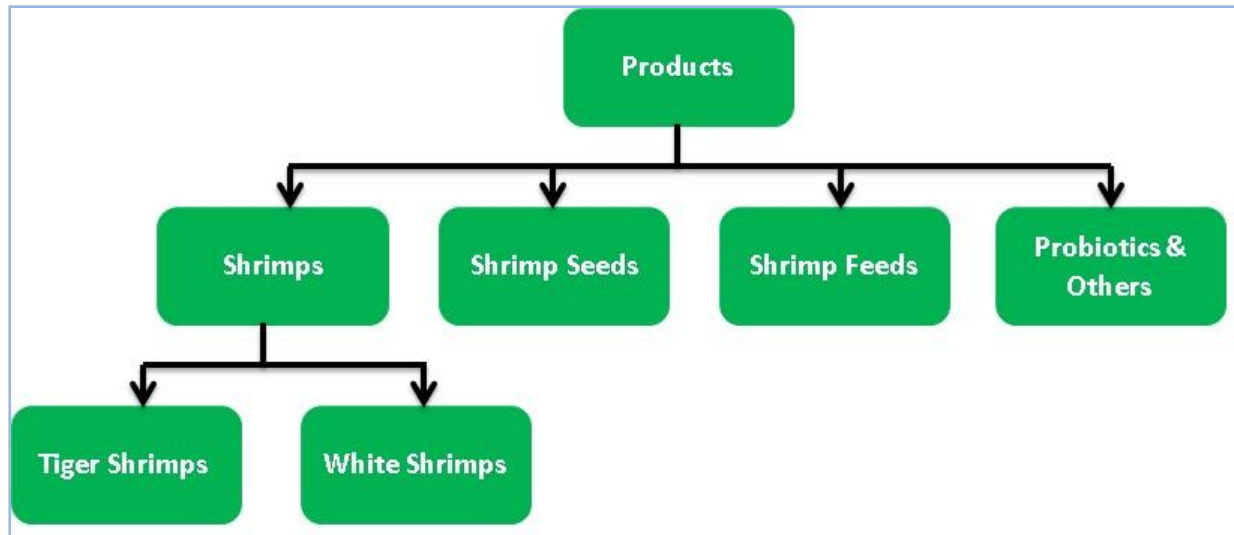 Products
Shrimps
Shrimp Seeds
Shrimp Feeds
Probiotics &
Others
Tiger Shrimps
White Shrimps